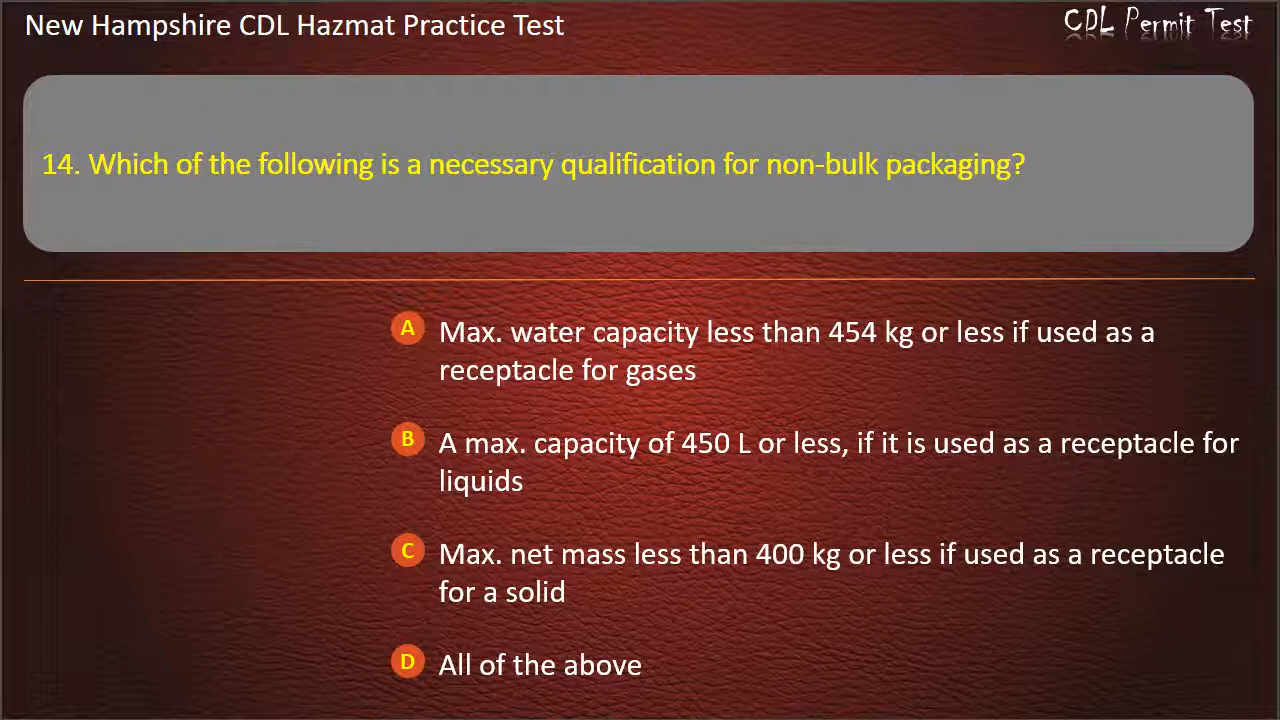 New Hampshire CDL Hazmat Practice Test
CDL Permit Test
14. Which of the following is a necessary qualification for non-bulk packaging?
A Max. water capacity less than 454 kg or less if used as a
receptacle for gases
B A max. capacity of 450 L or less, if it is used as a receptacle for
liquids
C Max. net mass less than 400 kg or less if used as a receptacle
for a solid
D All of the above